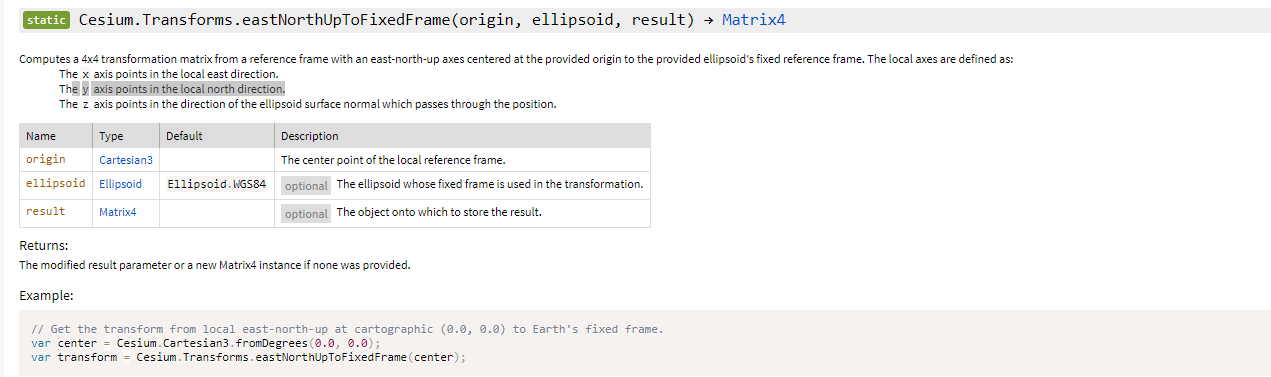 static Cesium.Transforms.eastNorthUpToFixedFrame(origin, ellipsoid, result) → Matrix4
Computes a 4x4 transformation matrix from a reference frame with an east-north-up axes centered at the provided origin to the provided ellipsoid's fixed reference frame. The local axes are defined as:
The x axis points in the local east direction.
The y axis points in the local north direction.
The z axis points in the direction of the ellipsoid surface normal which passes through the position.
Name Type Default Description
origin Cartesian3 The center point of the local reference frame.
ellipsoid Ellipsoid Ellipsoid.WGS84 optional The ellipsoid whose fixed frame is used in the transformation.
result Matrix4 optional The object onto which to store the result.
Returns:
The modified result parameter or a new Matrix4 instance if none was provided.
Example:
// Get the transform from local east-north-up at cartographic (0.0, 0.0) to Earth's fixed frame.
var center = Cesium.Cartesian3.fromDegrees(0.0, 0.0);
var transform = Cesium.Transforms.eastNorthUpToFixedFrame(center);